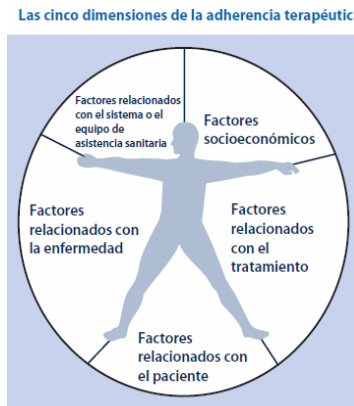 Las cinco dimensiones de la adherencia terapéutic
Factores relacionados
con el sistema o el
equipo de
asistencia sanitaria
Factores
socioeconómicos
Factores
relacionados con
la enfermedad
Factores
relacionados
con el
tratamiento
Factores
relacionados con
el paciente